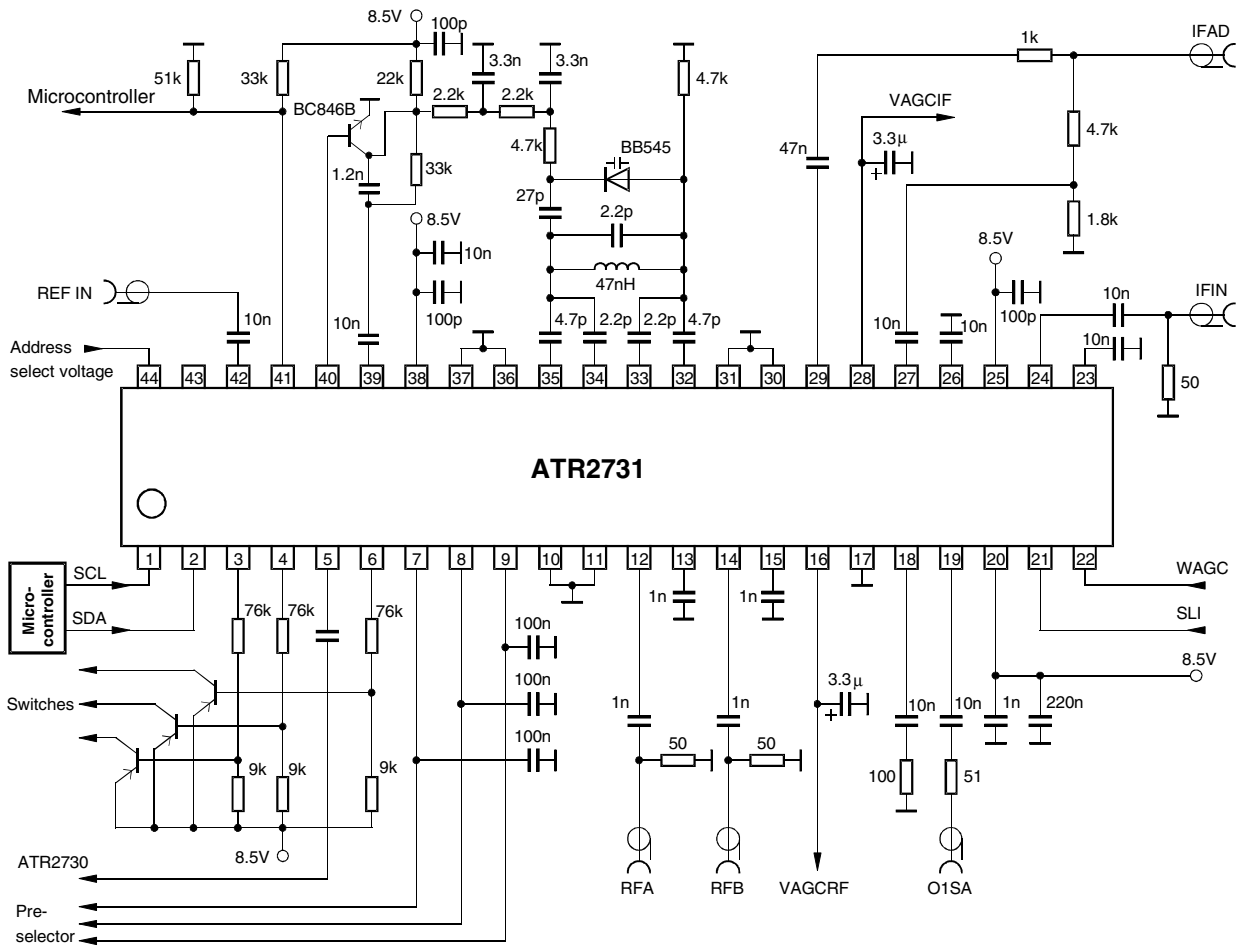 8.5V
100p
1k
IFAD
51k
33k
22k
3.3n
3.3n
4.7k
Microcontroller
BC846B
2.2k
2.2k
VAGCIF
4.7k
4.7k
BB545
47n
3.3µ
+
1.2n
33k
27p
8.5V
2.2p
1.8k
10n
8.5V
47nH
REF IN
100p
10n
IFIN
10n
10n
4.7p
2.2p
2.2p
4.7p
10n
10n
100p
10n
Address
select voltage
50
44 43 42 41 40 39 38 37 36 35 34 33 32 31 30 29 28 27 26 25 24 23
ATR2731
1 2 3 4 5 6 7 8 9 10 11 12 13 14 15 16 17 18 19 20 21 22
Micro-
controller
SCL
SDA
WAGC
SLI
8.5V
76k
76k
76k
1n
1n
100n
100n
100n
Switches
1n
1n
3.3µ
+
10n
10n
1n
220n
50
50
9k
9k
9k
100
51
8.5V
ATR2730
RFA
RFB
VAGCRF
O1SA
Pre-
selector